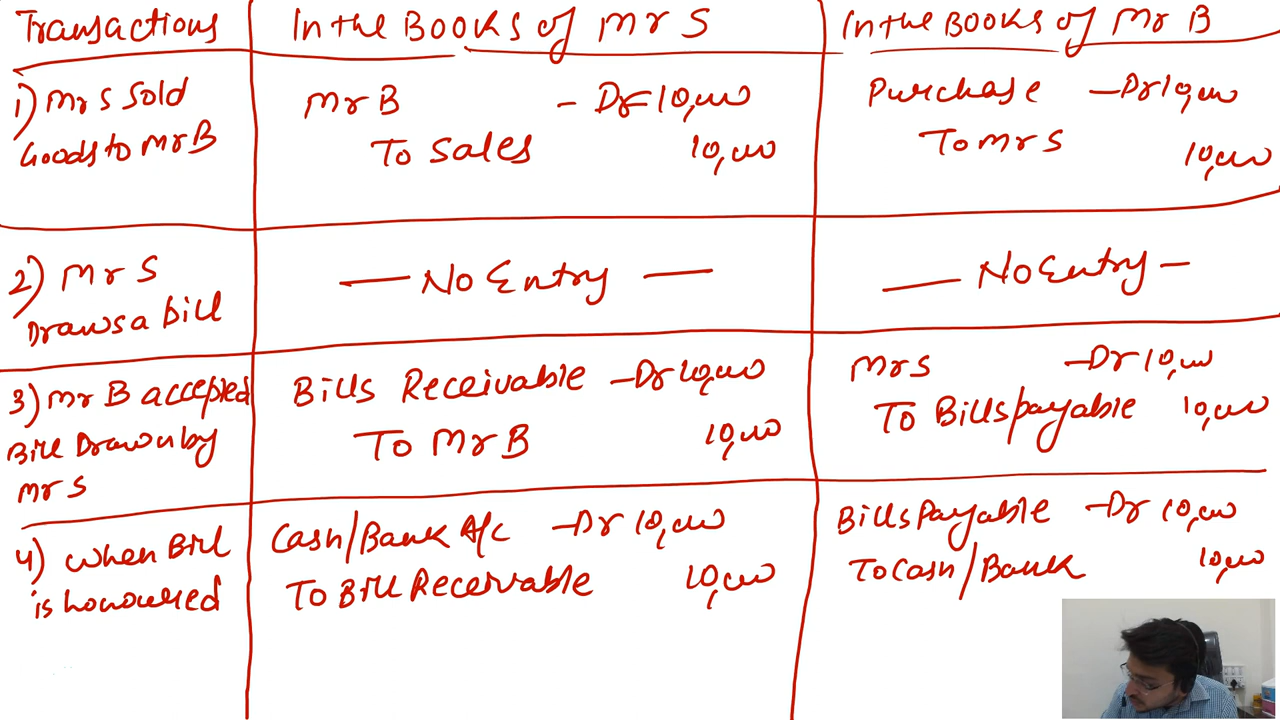 Transactions
In the Books of Mr S
In the Books of Mr B
1) Mr S Sold
Goods to Mr B
Mr B - Dr 10,000
To Sales 10,000
Purchase - Dr 10,000
To Mr S 10,000
2) Mr S
Draws a bill
— No Entry —
— No Entry —
3) Mr B accepted
Bill Drawn by
Mr S
Bills Receivable - Dr 10,000
To Mr B 10,000
Mr S - Dr 10,000
To Bills payable 10,000
4) When Bill
is honoured
Cash/Bank A/c - Dr 10,000
To Bill Receivable 10,000
Bills Payable - Dr 10,000
To Cash/Bank 10,000